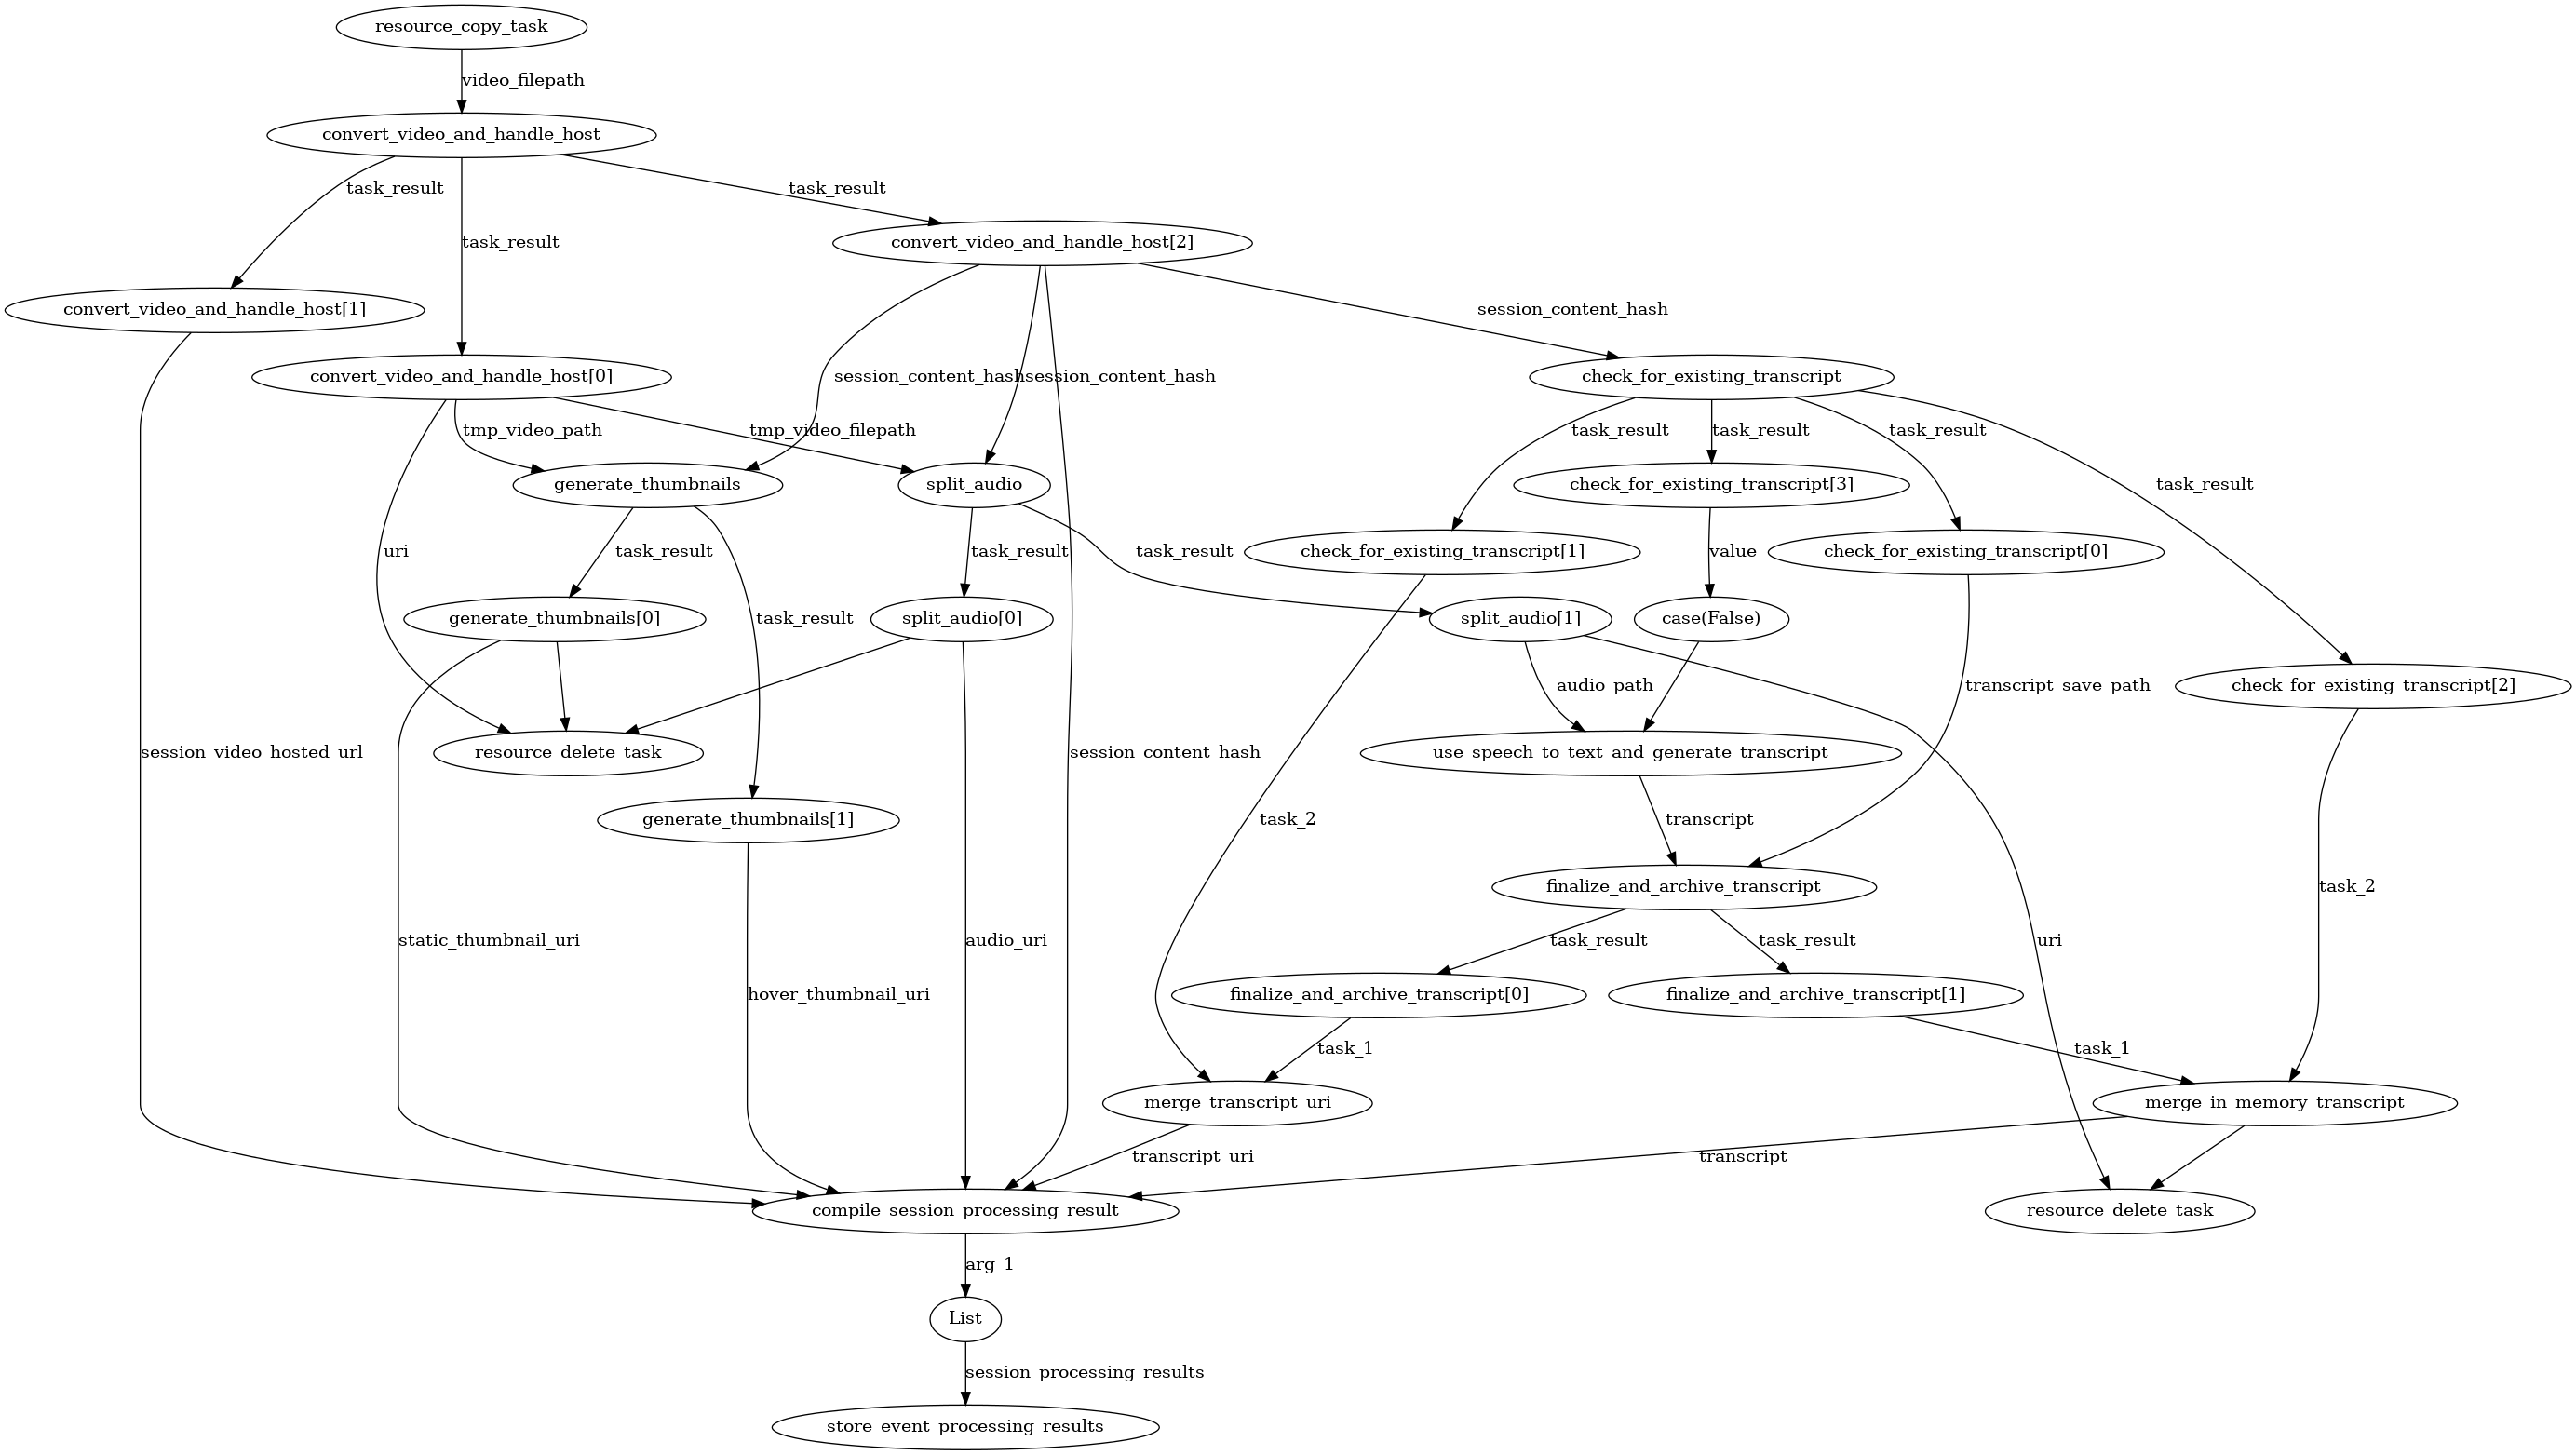 resource_copy_task
video_filepath
convert_video_and_handle_host
task_result
task_result
task_result
convert_video_and_handle_host[2]
convert_video_and_handle_host[1]
session_content_hash
convert_video_and_handle_host[0]
session_content_hash
session_content_hash
check_for_existing_transcript
tmp_video_path
tmp_video_filepath
task_result
task_result
task_result
task_result
generate_thumbnails
split_audio
check_for_existing_transcript[3]
uri
task_result
task_result
task_result
check_for_existing_transcript[1]
value
check_for_existing_transcript[0]
generate_thumbnails[0]
task_result
split_audio[0]
split_audio[1]
case(False)
audio_path
transcript_save_path
check_for_existing_transcript[2]
session_video_hosted_url
resource_delete_task
session_content_hash
use_speech_to_text_and_generate_transcript
generate_thumbnails[1]
task_2
transcript
finalize_and_archive_transcript
task_2
static_thumbnail_uri
audio_uri
task_result
task_result
uri
hover_thumbnail_uri
finalize_and_archive_transcript[0]
finalize_and_archive_transcript[1]
task_1
task_1
merge_transcript_uri
merge_in_memory_transcript
transcript_uri
transcript
compile_session_processing_result
resource_delete_task
arg_1
List
session_processing_results
store_event_processing_results